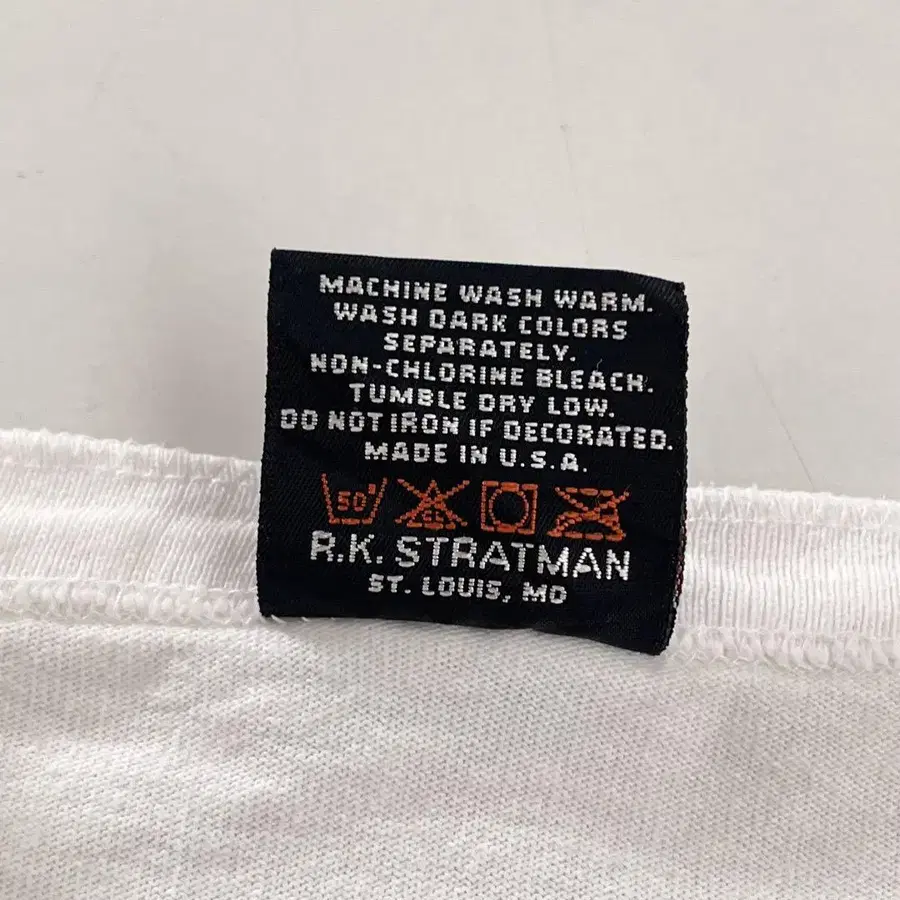 MACHINE WASH WARM.
WASH DARK COLORS
SEPARATELY.
NON-CHLORINE BLEACH.
TUMBLE DRY LOW.
DO NOT IRON IF DECORATED.
MADE IN U.S.A.
50° CL
R.K. STRATMAN
ST. LOUIS, MO